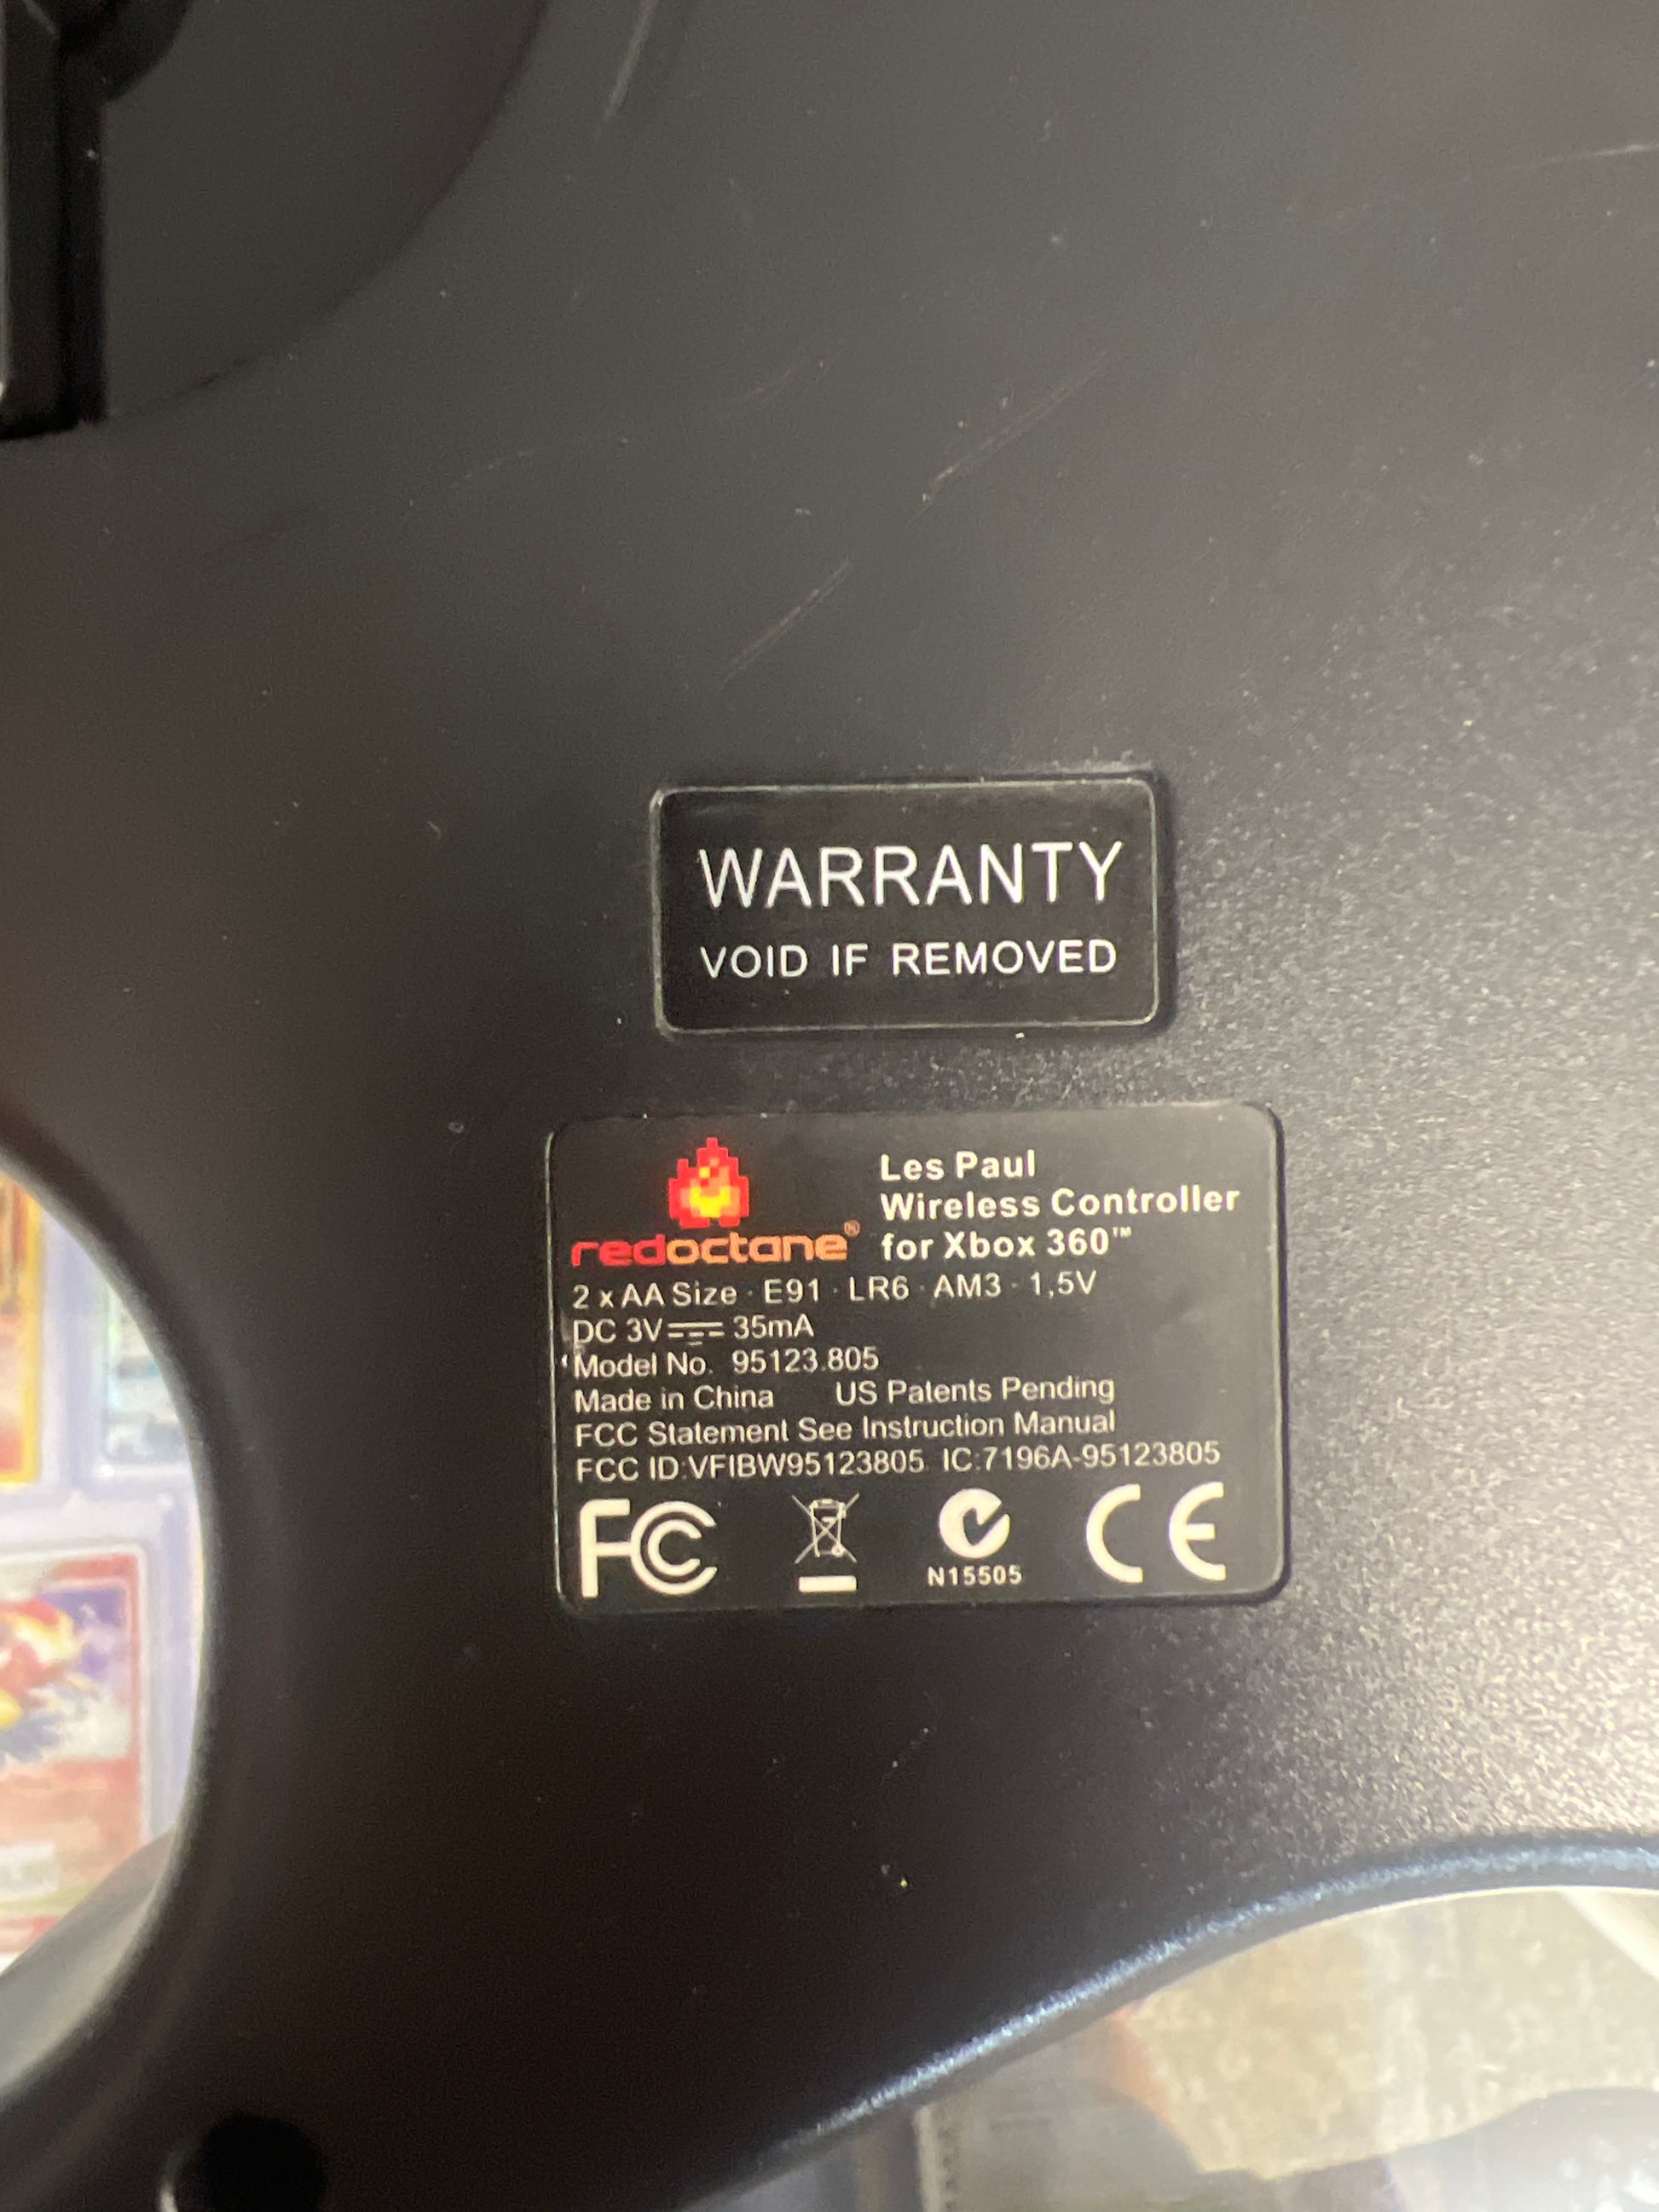 WARRANTY
VOID IF REMOVED
redoctane®
Les Paul
Wireless Controller
for Xbox 360™
2 x AA Size · E91 · LR6 · AM3 · 1,5V
DC 3V⎓ 35mA
Model No. 95123.805
Made in China US Patents Pending
FCC Statement See Instruction Manual
FCC ID:VFIBW95123805 IC:7196A-95123805
FC CE
N15505